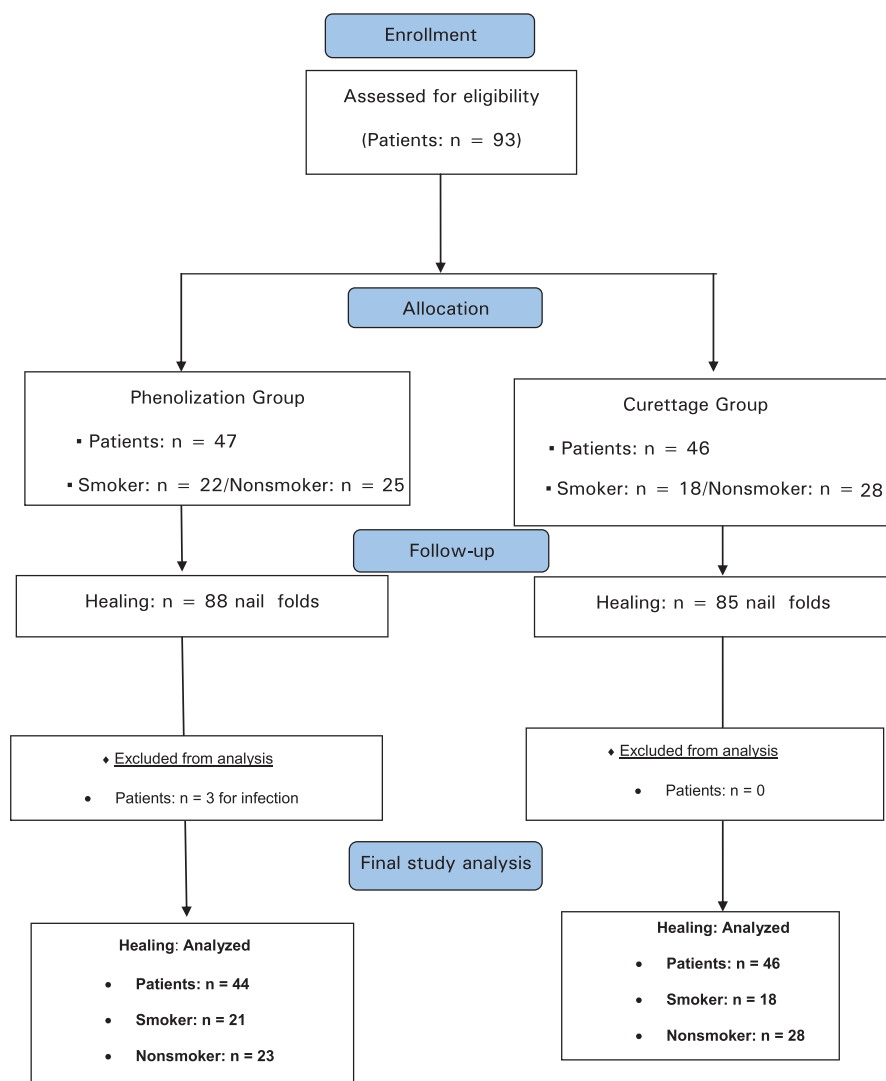 Enrollment
Assessed for eligibility
(Patients: n = 93)
Allocation
Phenolization Group
▪ Patients: n = 47
▪ Smoker: n = 22/Nonsmoker: n = 25
Curettage Group
▪ Patients: n = 46
▪ Smoker: n = 18/Nonsmoker: n = 28
Follow-up
Healing: n = 88 nail folds
Healing: n = 85 nail folds
♦ Excluded from analysis
• Patients: n = 3 for infection
♦ Excluded from analysis
• Patients: n = 0
Final study analysis
Healing: Analyzed
• Patients: n = 44
• Smoker: n = 21
• Nonsmoker: n = 23
Healing: Analyzed
• Patients: n = 46
• Smoker: n = 18
• Nonsmoker: n = 28